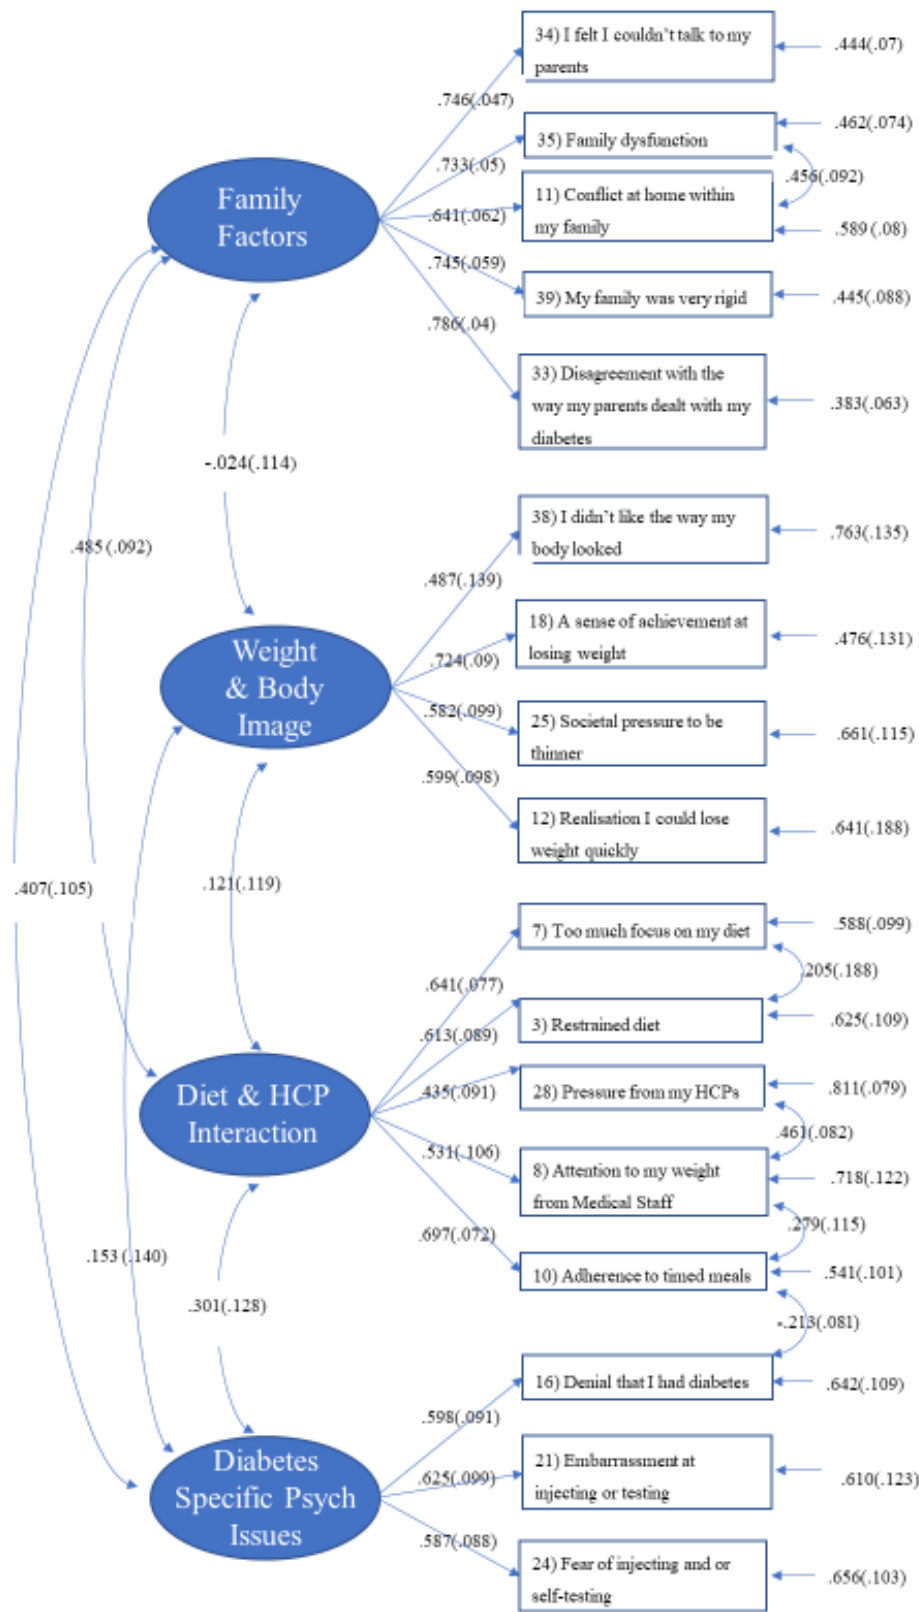 34) I felt I couldn't talk to my
parents
.444(.07)
.746(.047)
35) Family dysfunction
.462(.074)
.733(.05)
.456(.092)
Family
Factors
11) Conflict at home within
my family
.641(.062)
.589 (.08)
.745(.059)
39) My family was very rigid
.445(.088)
.786(.04)
33) Disagreement with the
way my parents dealt with my
diabetes
.383(.063)
-.024(.114)
.485 (.092)
38) I didn't like the way my
body looked
.763(.135)
.487(.139)
18) A sense of achievement at
losing weight
.476(.131)
Weight
& Body
Image
.724(.09)
.582(.099)
25) Societal pressure to be
thinner
.661(.115)
.599(.098)
12) Realisation I could lose
weight quickly
.641(.188)
.407(.105)
.121(.119)
7) Too much focus on my diet
.588(.099)
.205(.188)
.641(.077)
3) Restrained diet
.625(.109)
.613(.089)
Diet & HCP
Interaction
.435(.091)
28) Pressure from my HCPs
.811(.079)
.461(.082)
.531(.106)
8) Attention to my weight
from Medical Staff
.718(.122)
.279(.115)
.697(.072)
10) Adherence to timed meals
.541(.101)
.153 (.140)
.301(.128)
-.213(.081)
16) Denial that I had diabetes
.642(.109)
.598(.091)
Diabetes
Specific Psych
Issues
.625(.099)
21) Embarrassment at
injecting or testing
.610(.123)
.587(.088)
24) Fear of injecting and or
self-testing
.656(.103)